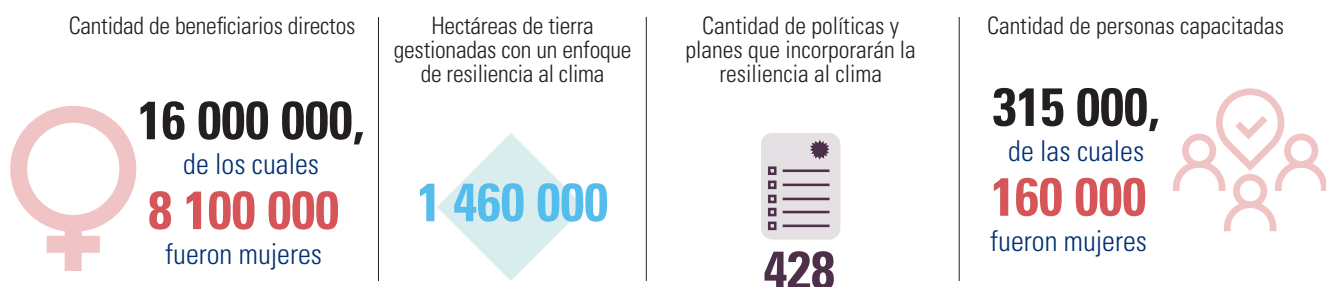 Cantidad de beneficiarios directos
16 000 000,
de los cuales
8 100 000
fueron mujeres
Hectáreas de tierra
gestionadas con un enfoque
de resiliencia al clima
1 460 000
Cantidad de políticas y
planes que incorporarán la
resiliencia al clima
428
Cantidad de personas capacitadas
315 000,
de las cuales
160 000
fueron mujeres